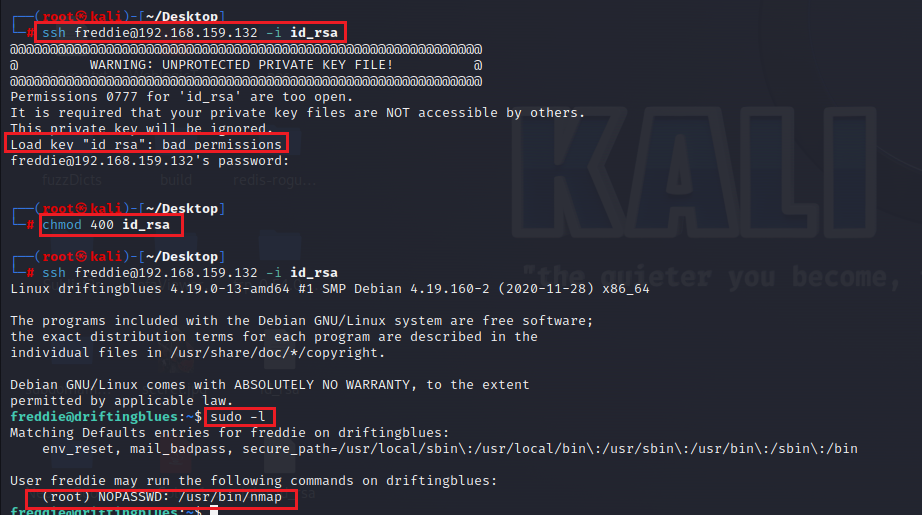 ┌──(root㉿kali)-[~/Desktop]
└─# ssh freddie@192.168.159.132 -i id_rsa
@@@@@@@@@@@@@@@@@@@@@@@@@@@@@@@@@@@@@@@@@@@@@@@@@@@@@@@@@@@
@         WARNING: UNPROTECTED PRIVATE KEY FILE!          @
@@@@@@@@@@@@@@@@@@@@@@@@@@@@@@@@@@@@@@@@@@@@@@@@@@@@@@@@@@@
Permissions 0777 for 'id_rsa' are too open.
It is required that your private key files are NOT accessible by others.
This private key will be ignored.
Load key "id_rsa": bad permissions
freddie@192.168.159.132's password:
fuzzDicts build redis-rogu...
KALI
┌──(root㉿kali)-[~/Desktop]
└─# chmod 400 id_rsa
┌──(root㉿kali)-[~/Desktop]
└─# ssh freddie@192.168.159.132 -i id_rsa
"the quieter you become,
Linux driftingblues 4.19.0-13-amd64 #1 SMP Debian 4.19.160-2 (2020-11-28) x86_64
The programs included with the Debian GNU/Linux system are free software;
the exact distribution terms for each program are described in the
individual files in /usr/share/doc/*/copyright.
Debian GNU/Linux comes with ABSOLUTELY NO WARRANTY, to the extent
permitted by applicable law.
freddie@driftingblues:~$ sudo -l
Matching Defaults entries for freddie on driftingblues:
    env_reset, mail_badpass, secure_path=/usr/local/sbin\:/usr/local/bin\:/usr/sbin\:/usr/bin\:/sbin\:/bin
User freddie may run the following commands on driftingblues:
    (root) NOPASSWD: /usr/bin/nmap
freddie@driftingblues:~$